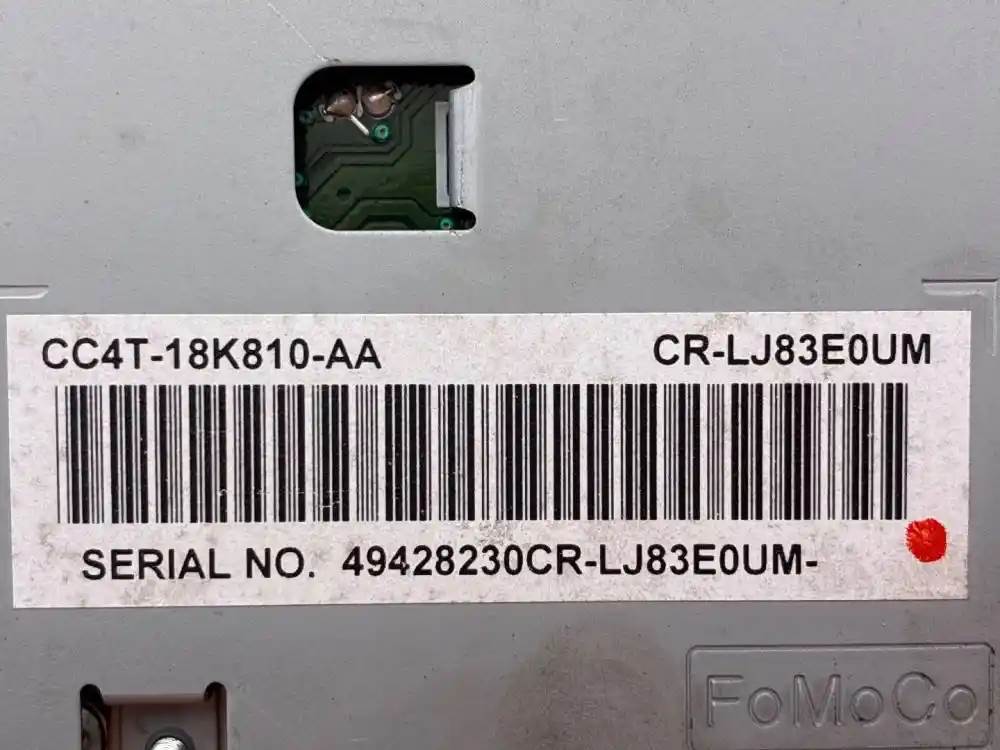 CC4T-18K810-AA CR-LJ83E0UM
SERIAL NO. 49428230CR-LJ83E0UM-
FoMoCo